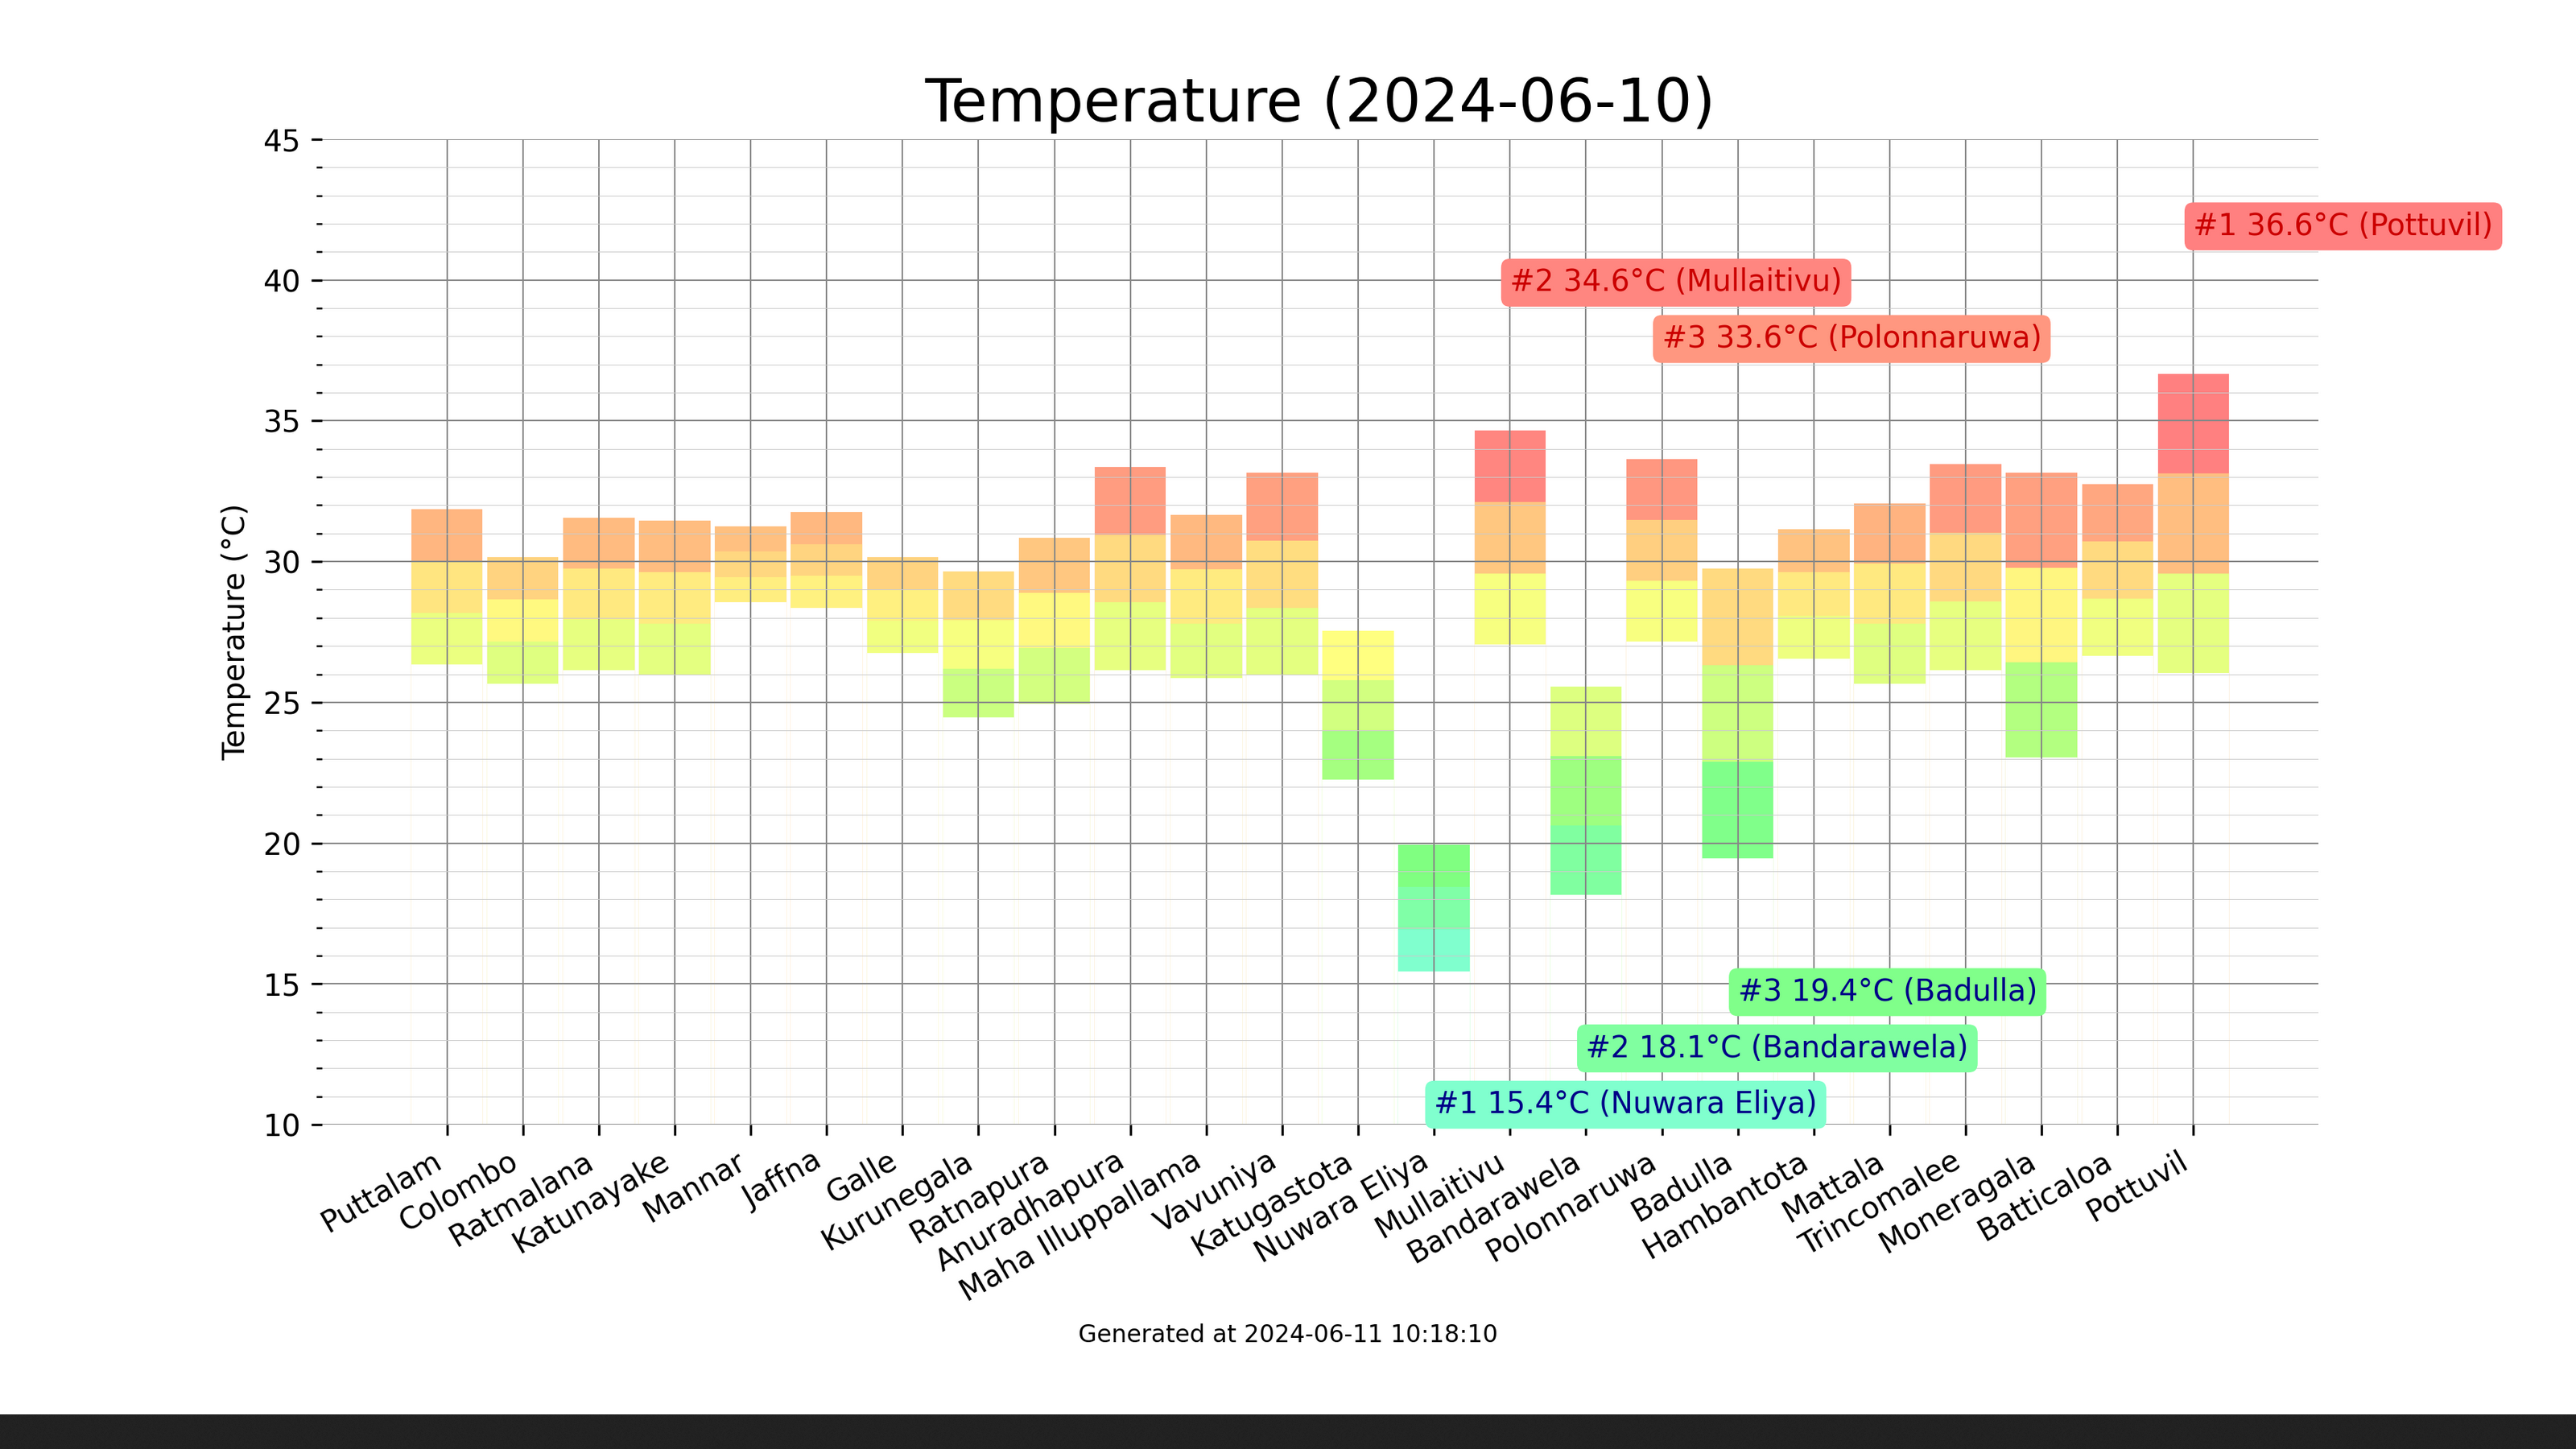 Temperature (2024-06-10)
45
40
35
30
25
20
15
10
Temperature (°C)
#1 36.6°C (Pottuvil)
#2 34.6°C (Mullaitivu)
#3 33.6°C (Polonnaruwa)
#3 19.4°C (Badulla)
#2 18.1°C (Bandarawela)
#1 15.4°C (Nuwara Eliya)
Puttalam
Colombo
Ratmalana
Katunayake
Mannar
Jaffna
Galle
Kurunegala
Ratnapura
Anuradhapura
Maha Illuppallama
Vavuniya
Katugastota
Nuwara Eliya
Mullaitivu
Bandarawela
Polonnaruwa
Badulla
Hambantota
Mattala
Trincomalee
Moneragala
Batticaloa
Pottuvil
Generated at 2024-06-11 10:18:10